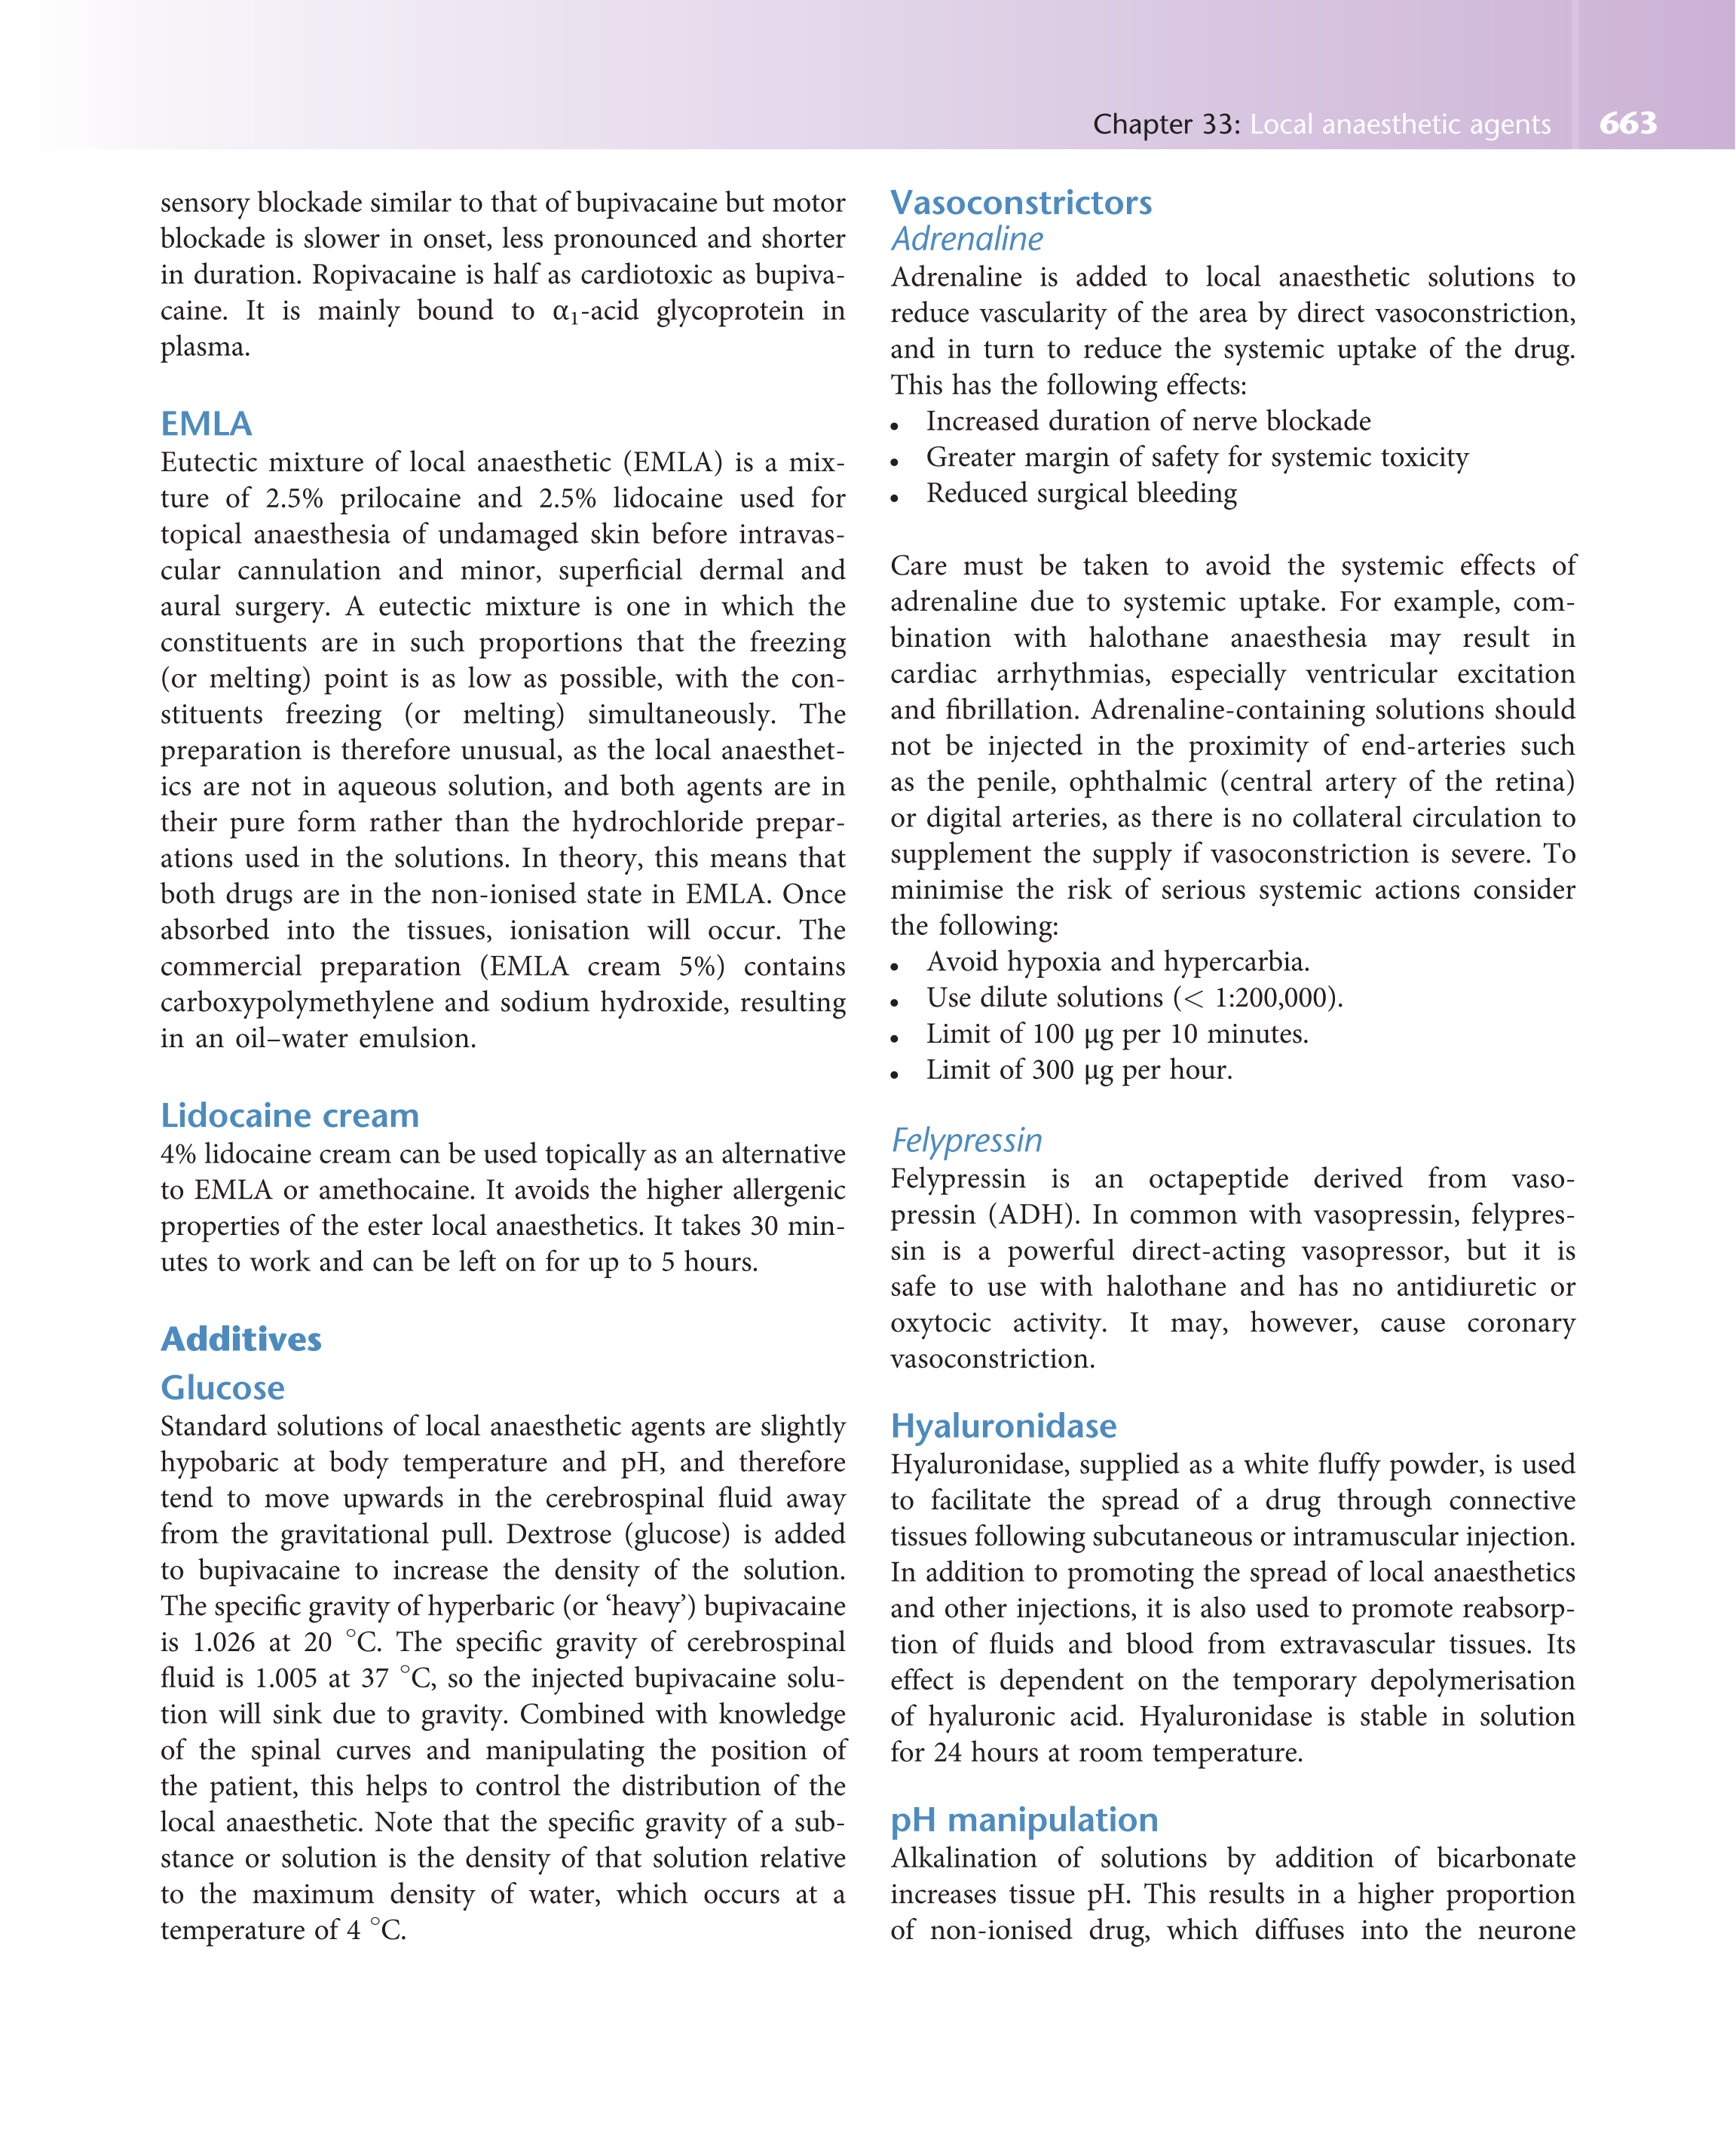 Chapter 33: Local anaesthetic agents 663
sensory blockade similar to that of bupivacaine but motor
blockade is slower in onset, less pronounced and shorter
in duration. Ropivacaine is half as cardiotoxic as bupiva-
caine. It is mainly bound to α₁-acid glycoprotein in
plasma.
EMLA
Eutectic mixture of local anaesthetic (EMLA) is a mix-
ture of 2.5% prilocaine and 2.5% lidocaine used for
topical anaesthesia of undamaged skin before intravas-
cular cannulation and minor, superficial dermal and
aural surgery. A eutectic mixture is one in which the
constituents are in such proportions that the freezing
(or melting) point is as low as possible, with the con-
stituents freezing (or melting) simultaneously. The
preparation is therefore unusual, as the local anaesthet-
ics are not in aqueous solution, and both agents are in
their pure form rather than the hydrochloride prepar-
ations used in the solutions. In theory, this means that
both drugs are in the non-ionised state in EMLA. Once
absorbed into the tissues, ionisation will occur. The
commercial preparation (EMLA cream 5%) contains
carboxypolymethylene and sodium hydroxide, resulting
in an oil–water emulsion.
Lidocaine cream
4% lidocaine cream can be used topically as an alternative
to EMLA or amethocaine. It avoids the higher allergenic
properties of the ester local anaesthetics. It takes 30 min-
utes to work and can be left on for up to 5 hours.
Additives
Glucose
Standard solutions of local anaesthetic agents are slightly
hypobaric at body temperature and pH, and therefore
tend to move upwards in the cerebrospinal fluid away
from the gravitational pull. Dextrose (glucose) is added
to bupivacaine to increase the density of the solution.
The specific gravity of hyperbaric (or ‘heavy’) bupivacaine
is 1.026 at 20 °C. The specific gravity of cerebrospinal
fluid is 1.005 at 37 °C, so the injected bupivacaine solu-
tion will sink due to gravity. Combined with knowledge
of the spinal curves and manipulating the position of
the patient, this helps to control the distribution of the
local anaesthetic. Note that the specific gravity of a sub-
stance or solution is the density of that solution relative
to the maximum density of water, which occurs at a
temperature of 4 °C.
Vasoconstrictors
Adrenaline
Adrenaline is added to local anaesthetic solutions to
reduce vascularity of the area by direct vasoconstriction,
and in turn to reduce the systemic uptake of the drug.
This has the following effects:
• Increased duration of nerve blockade
• Greater margin of safety for systemic toxicity
• Reduced surgical bleeding
Care must be taken to avoid the systemic effects of
adrenaline due to systemic uptake. For example, com-
bination with halothane anaesthesia may result in
cardiac arrhythmias, especially ventricular excitation
and fibrillation. Adrenaline-containing solutions should
not be injected in the proximity of end-arteries such
as the penile, ophthalmic (central artery of the retina)
or digital arteries, as there is no collateral circulation to
supplement the supply if vasoconstriction is severe. To
minimise the risk of serious systemic actions consider
the following:
• Avoid hypoxia and hypercarbia.
• Use dilute solutions (< 1:200,000).
• Limit of 100 μg per 10 minutes.
• Limit of 300 μg per hour.
Felypressin
Felypressin is an octapeptide derived from vaso-
pressin (ADH). In common with vasopressin, felypres-
sin is a powerful direct-acting vasopressor, but it is
safe to use with halothane and has no antidiuretic or
oxytocic activity. It may, however, cause coronary
vasoconstriction.
Hyaluronidase
Hyaluronidase, supplied as a white fluffy powder, is used
to facilitate the spread of a drug through connective
tissues following subcutaneous or intramuscular injection.
In addition to promoting the spread of local anaesthetics
and other injections, it is also used to promote reabsorp-
tion of fluids and blood from extravascular tissues. Its
effect is dependent on the temporary depolymerisation
of hyaluronic acid. Hyaluronidase is stable in solution
for 24 hours at room temperature.
pH manipulation
Alkalination of solutions by addition of bicarbonate
increases tissue pH. This results in a higher proportion
of non-ionised drug, which diffuses into the neurone